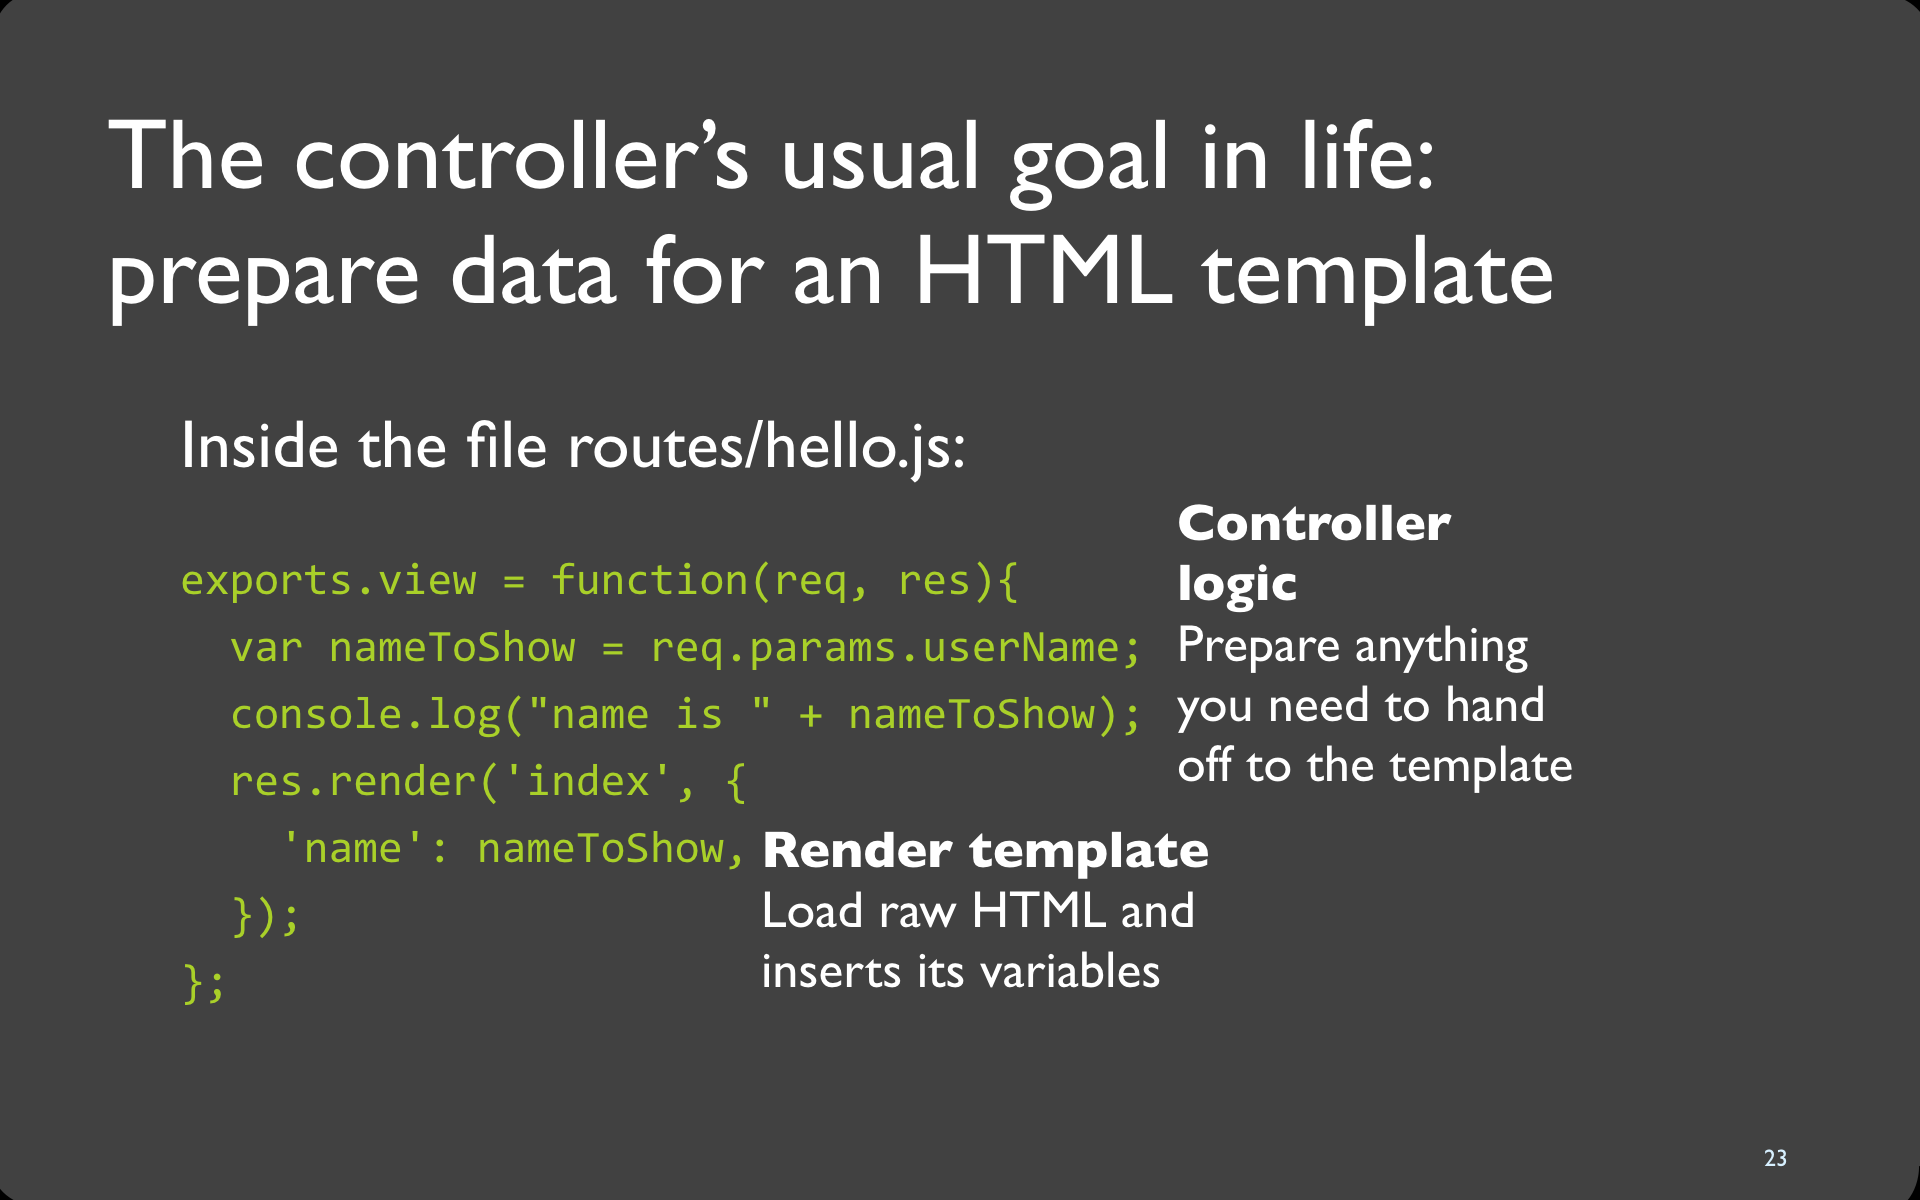 The controller’s usual goal in life:
prepare data for an HTML template
Inside the file routes/hello.js:
exports.view = function(req, res){
  var nameToShow = req.params.userName;
  console.log("name is " + nameToShow);
  res.render('index', {
    'name': nameToShow,
  });
};
Controller
logic
Prepare anything
you need to hand
off to the template
Render template
Load raw HTML and
inserts its variables
23